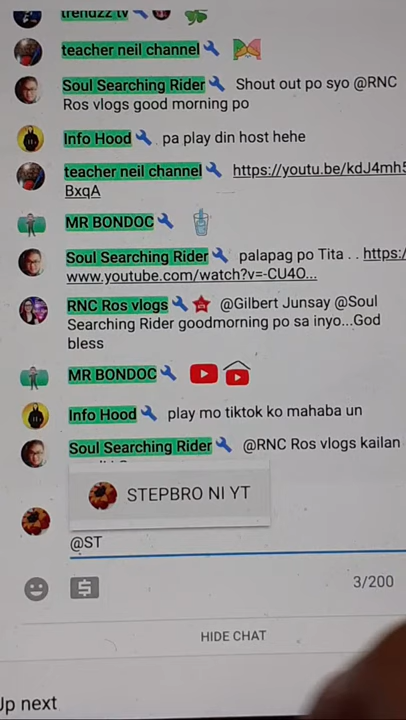 trendzz tv
teacher neil channel
Soul Searching Rider Shout out po syo @RNC
Ros vlogs good morning po
Info Hood pa play din host hehe
teacher neil channel https://youtu.be/kdJ4mh5
BxqA
MR BONDOC
Soul Searching Rider palapag po Tita . . https:/
www.youtube.com/watch?v=-CU4O...
RNC Ros vlogs @Gilbert Junsay @Soul
Searching Rider goodmorning po sa inyo...God
bless
MR BONDOC
Info Hood play mo tiktok ko mahaba un
Soul Searching Rider @RNC Ros vlogs kailan
STEPBRO NI YT
@ST
3/200
HIDE CHAT
Up next